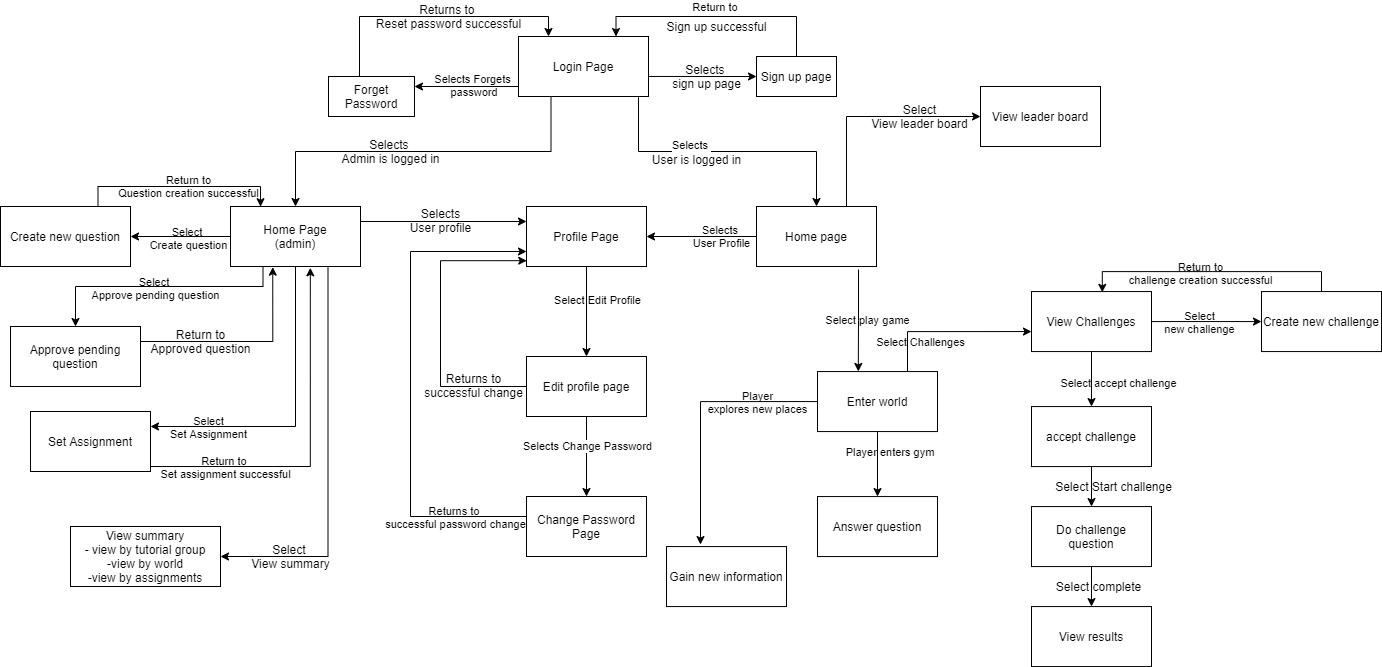 Returns to
Reset password successful
Return to
Sign up successful
Login Page
Selects Forgets
password
Forget
Password
Selects
sign up page
Sign up page
Select
View leader board
View leader board
Selects
Admin is logged in
Selects
User is logged in
Return to
Question creation successful
Create new question
Select
Create question
Home Page
(admin)
Selects
User profile
Profile Page
Selects
User Profile
Home page
Select
Approve pending question
Approve pending
question
Return to
Approved question
Select Edit Profile
Select play game
Select Challenges
Return to
challenge creation successful
View Challenges
Select
new challenge
Create new challenge
Returns to
successful change
Edit profile page
Player
explores new places
Enter world
Select accept challenge
Set Assignment
Select
Set Assignment
Return to
Set assignment successful
Selects Change Password
Player enters gym
accept challenge
Select Start challenge
Returns to
successful password change
Change Password
Page
Answer question
Do challenge
question
View summary
- view by tutorial group
-view by world
-view by assignments
Select
View summary
Gain new information
Select complete
View results